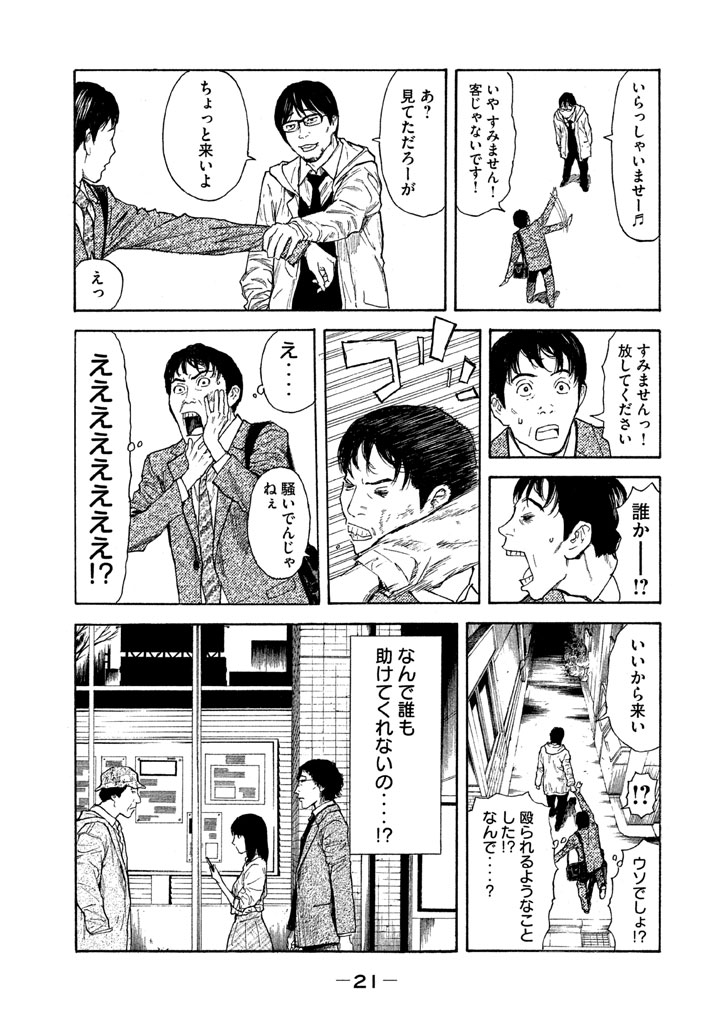 いらっしゃいませー♬
いや すみません!
客じゃないです!
あ?
見てただろーが
ちょっと来いよ
えっ
すみませんっ!
放してください
誰か――!?
ゴッ
え・・・・
騒いでんじゃ
ねぇ
ええええええええ!?
いいから来い
!?
ウソでしょ!?
殴られるようなこと
した!?
なんで・・・・?
なんで誰も
助けてくれないの・・・・!?
—21—